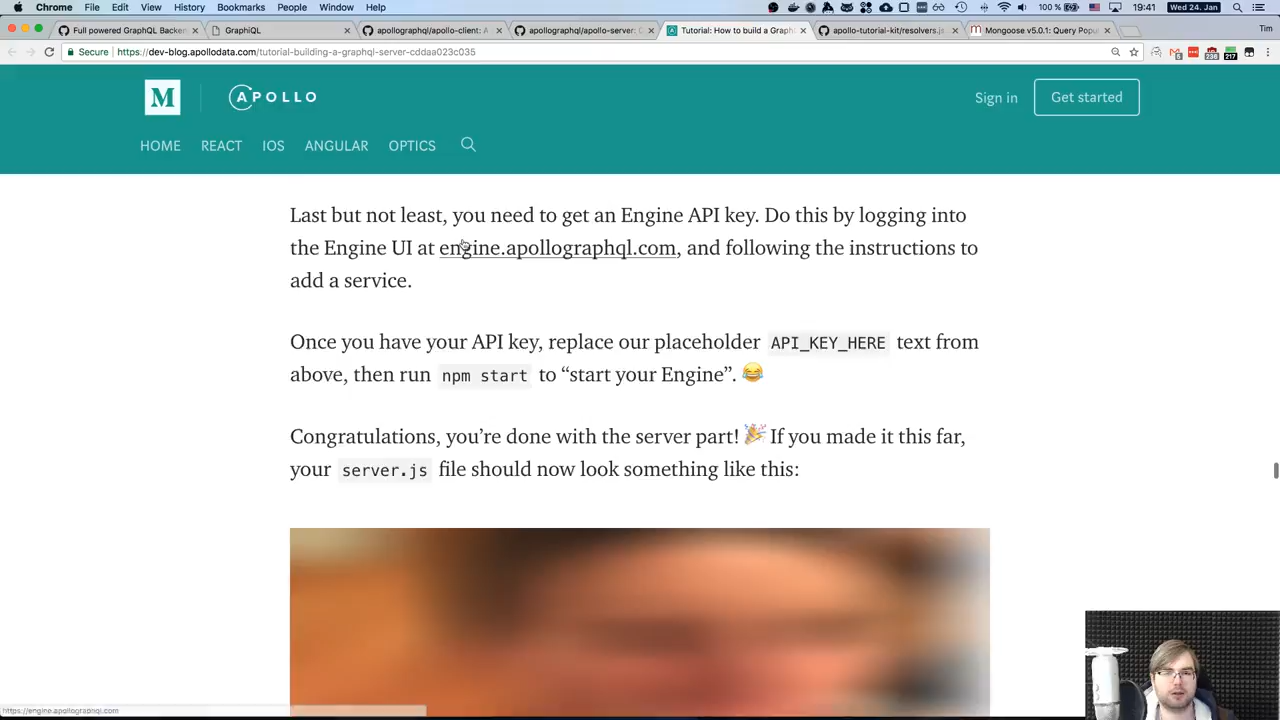 Chrome File Edit View History Bookmarks People Window Help 100 % 19:41 Wed 24. Jan
Full powered GraphQL Backen GraphiQL apollographql/apollo-client: A apollographql/apollo-server: Tutorial: How to build a Graph apollo-tutorial-kit/resolvers.js Mongoose v5.0.1: Query Popul Tim
Secure https://dev-blog.apollodata.com/tutorial-building-a-graphql-server-cddaa023c035
M APOLLO Sign in Get started
HOME REACT IOS ANGULAR OPTICS
Last but not least, you need to get an Engine API key. Do this by logging into
the Engine UI at engine.apollographql.com, and following the instructions to
add a service.
Once you have your API key, replace our placeholder API_KEY_HERE text from
above, then run npm start to “start your Engine”. 😂
Congratulations, you’re done with the server part! 🎉 If you made it this far,
your server.js file should now look something like this:
https://engine.apollographql.com